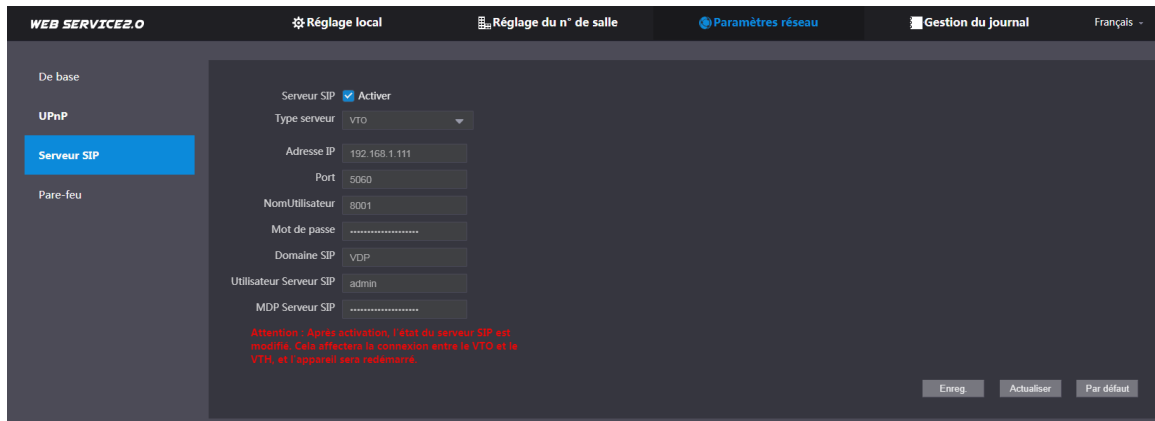 WEB SERVICE2.0
Réglage local
Réglage du n° de salle
Paramètres réseau
Gestion du journal
Français
De base
UPnP
Serveur SIP
Pare-feu
Serveur SIP Activer
Type serveur VTO
Adresse IP 192.168.1.111
Port 5060
NomUtilisateur 8001
Mot de passe ••••••••••••••••••••
Domaine SIP VDP
Utilisateur Serveur SIP admin
MDP Serveur SIP ••••••••••••••••••••
Attention : Après activation, l'état du serveur SIP est
modifié. Cela affectera la connexion entre le VTO et le
VTH, et l'appareil sera redémarré.
Enreg. Actualiser Par défaut